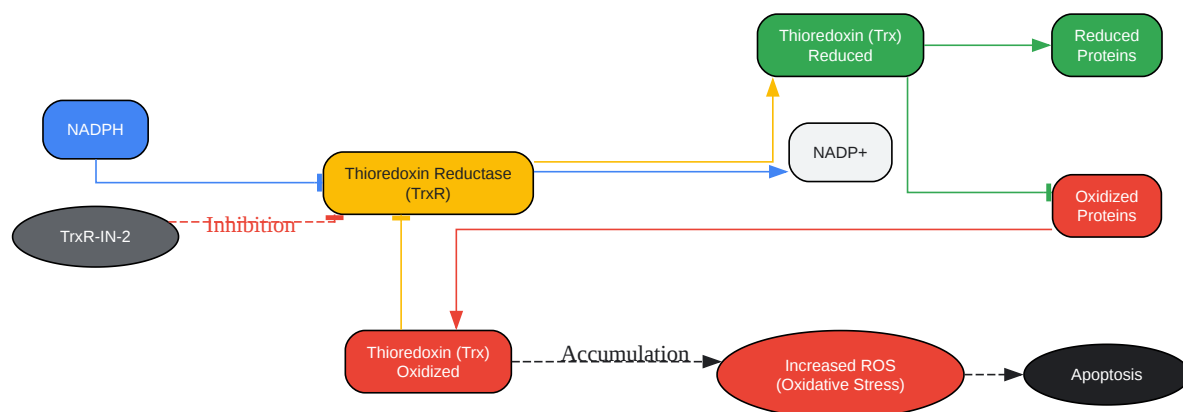 Thioredoxin (Trx)
Reduced
Reduced
Proteins
NADPH
NADP+
Thioredoxin Reductase
(TrxR)
Oxidized
Proteins
TrxR-IN-2
Inhibition
Thioredoxin (Trx)
Oxidized
Accumulation
Increased ROS
(Oxidative Stress)
Apoptosis